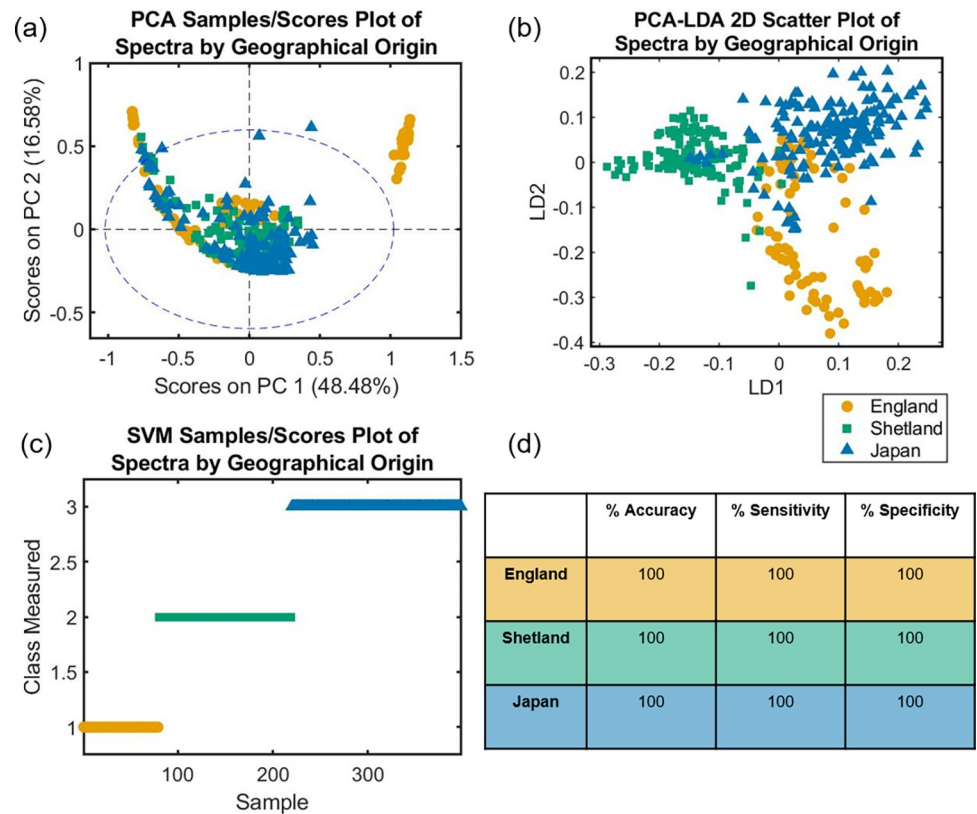 (a)
PCA Samples/Scores Plot of
Spectra by Geographical Origin
1
0.5
0
-0.5
Scores on PC 2 (16.58%)
-1
-0.5
0
0.5
1
1.5
Scores on PC 1 (48.48%)
(b)
PCA-LDA 2D Scatter Plot of
Spectra by Geographical Origin
0.2
0.1
0
-0.1
-0.2
-0.3
-0.4
LD2
-0.3
-0.2
-0.1
0
0.1
0.2
LD1
England
Shetland
Japan
(c)
SVM Samples/Scores Plot of
Spectra by Geographical Origin
3
2.5
2
1.5
1
Class Measured
100
200
300
Sample
(d)
% Accuracy % Sensitivity % Specificity
England 100 100 100
Shetland 100 100 100
Japan 100 100 100